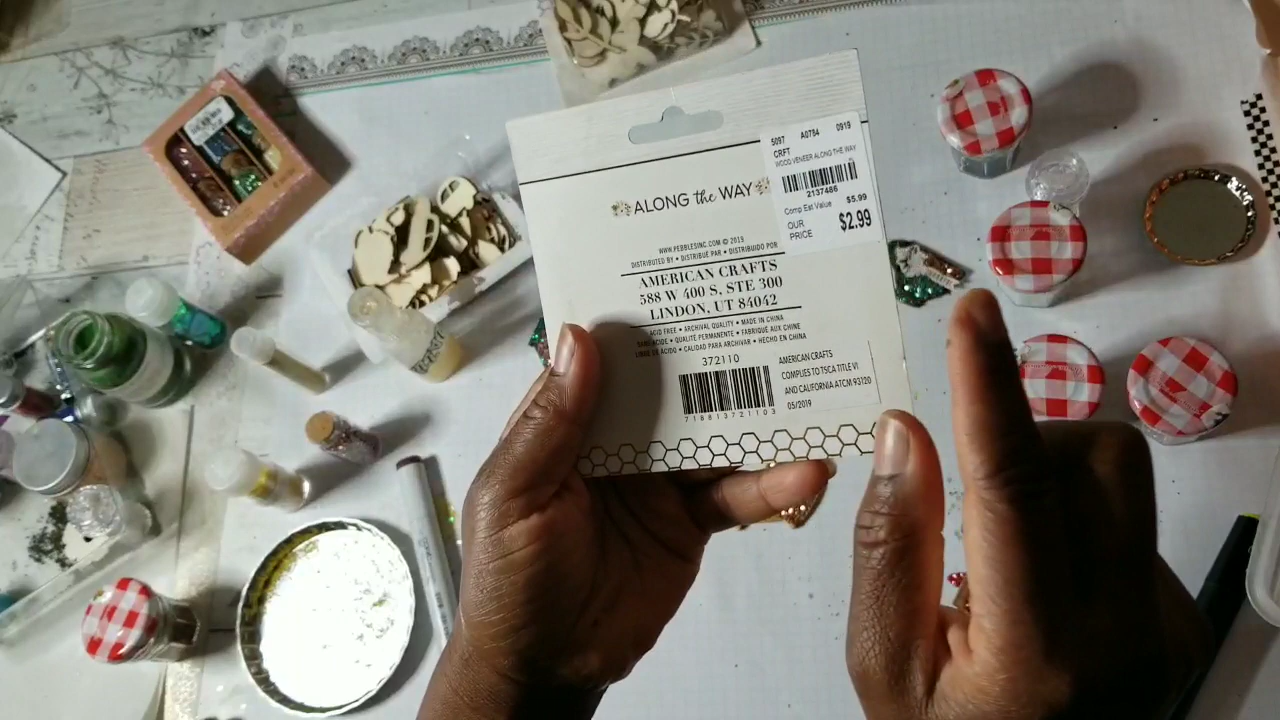 5097 A0784 0919
CRFT
WOOD VENEER ALONG THE WAY
2137486
Comp Est Value $5.99
OUR PRICE $2.99
ALONG the WAY
WWW.PEBBLESINC.COM © 2019
DISTRIBUTED BY • DISTRIBUÉ PAR • DISTRIBUIDO POR
AMERICAN CRAFTS
588 W 400 S. STE 300
LINDON, UT 84042
ACID FREE • ARCHIVAL QUALITY • MADE IN CHINA
SANS ACIDE • QUALITÉ PERMANENTE • FABRIQUÉ AUX CHINE
LIBRE DE ÁCIDO • CALIDAD PARA ARCHIVAR • HECHO EN CHINA
372110
718813721103
AMERICAN CRAFTS
COMPLIES TO TSCA TITLE VI
AND CALIFORNIA ATCM 93120
05/2019